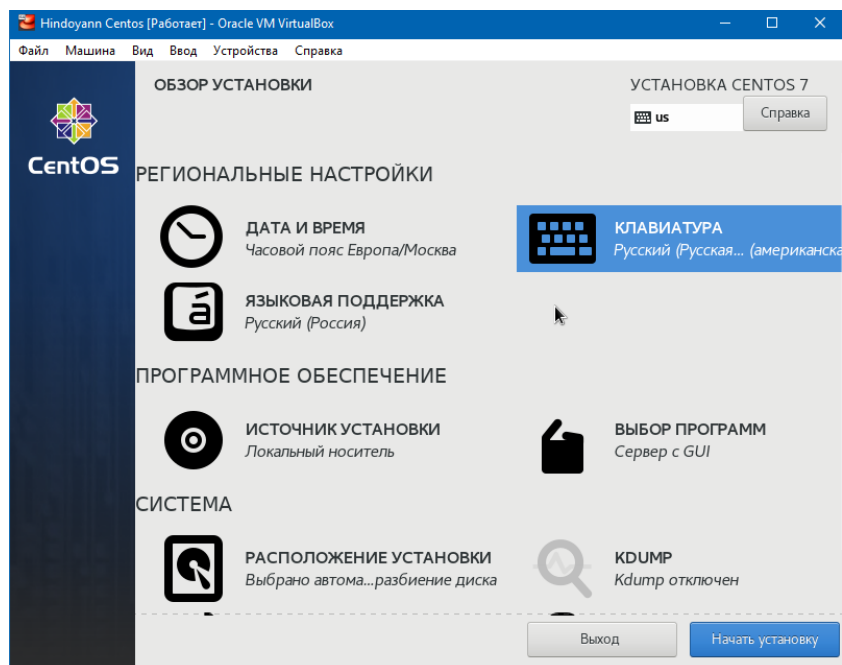 Hindoyann Centos [Работает] - Oracle VM VirtualBox
Файл Машина Вид Ввод Устройства Справка
ОБЗОР УСТАНОВКИ
УСТАНОВКА CENTOS 7
us
Справка
CentOS
РЕГИОНАЛЬНЫЕ НАСТРОЙКИ
ДАТА И ВРЕМЯ
Часовой пояс Европа/Москва
КЛАВИАТУРА
Русский (Русская... (американска
ЯЗЫКОВАЯ ПОДДЕРЖКА
Русский (Россия)
ПРОГРАММНОЕ ОБЕСПЕЧЕНИЕ
ИСТОЧНИК УСТАНОВКИ
Локальный носитель
ВЫБОР ПРОГРАММ
Сервер с GUI
СИСТЕМА
РАСПОЛОЖЕНИЕ УСТАНОВКИ
Выбрано автома...разбиение диска
KDUMP
Kdump отключен
Выход
Начать установку